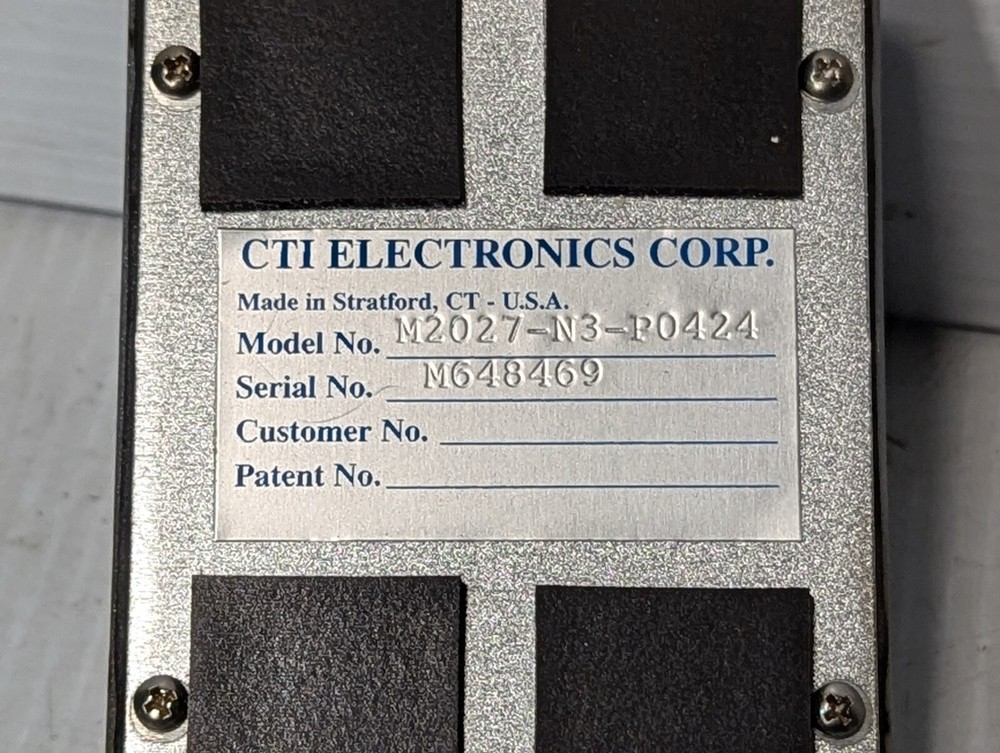 CTI ELECTRONICS CORP.
Made in Stratford, CT - U.S.A.
Model No. M2027-N3-P0424
Serial No. M648469
Customer No.
Patent No.